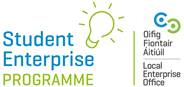 Student
Enterprise
PROGRAMME
Oifig
Fiontair
Áitiúil
Local
Enterprise
Office